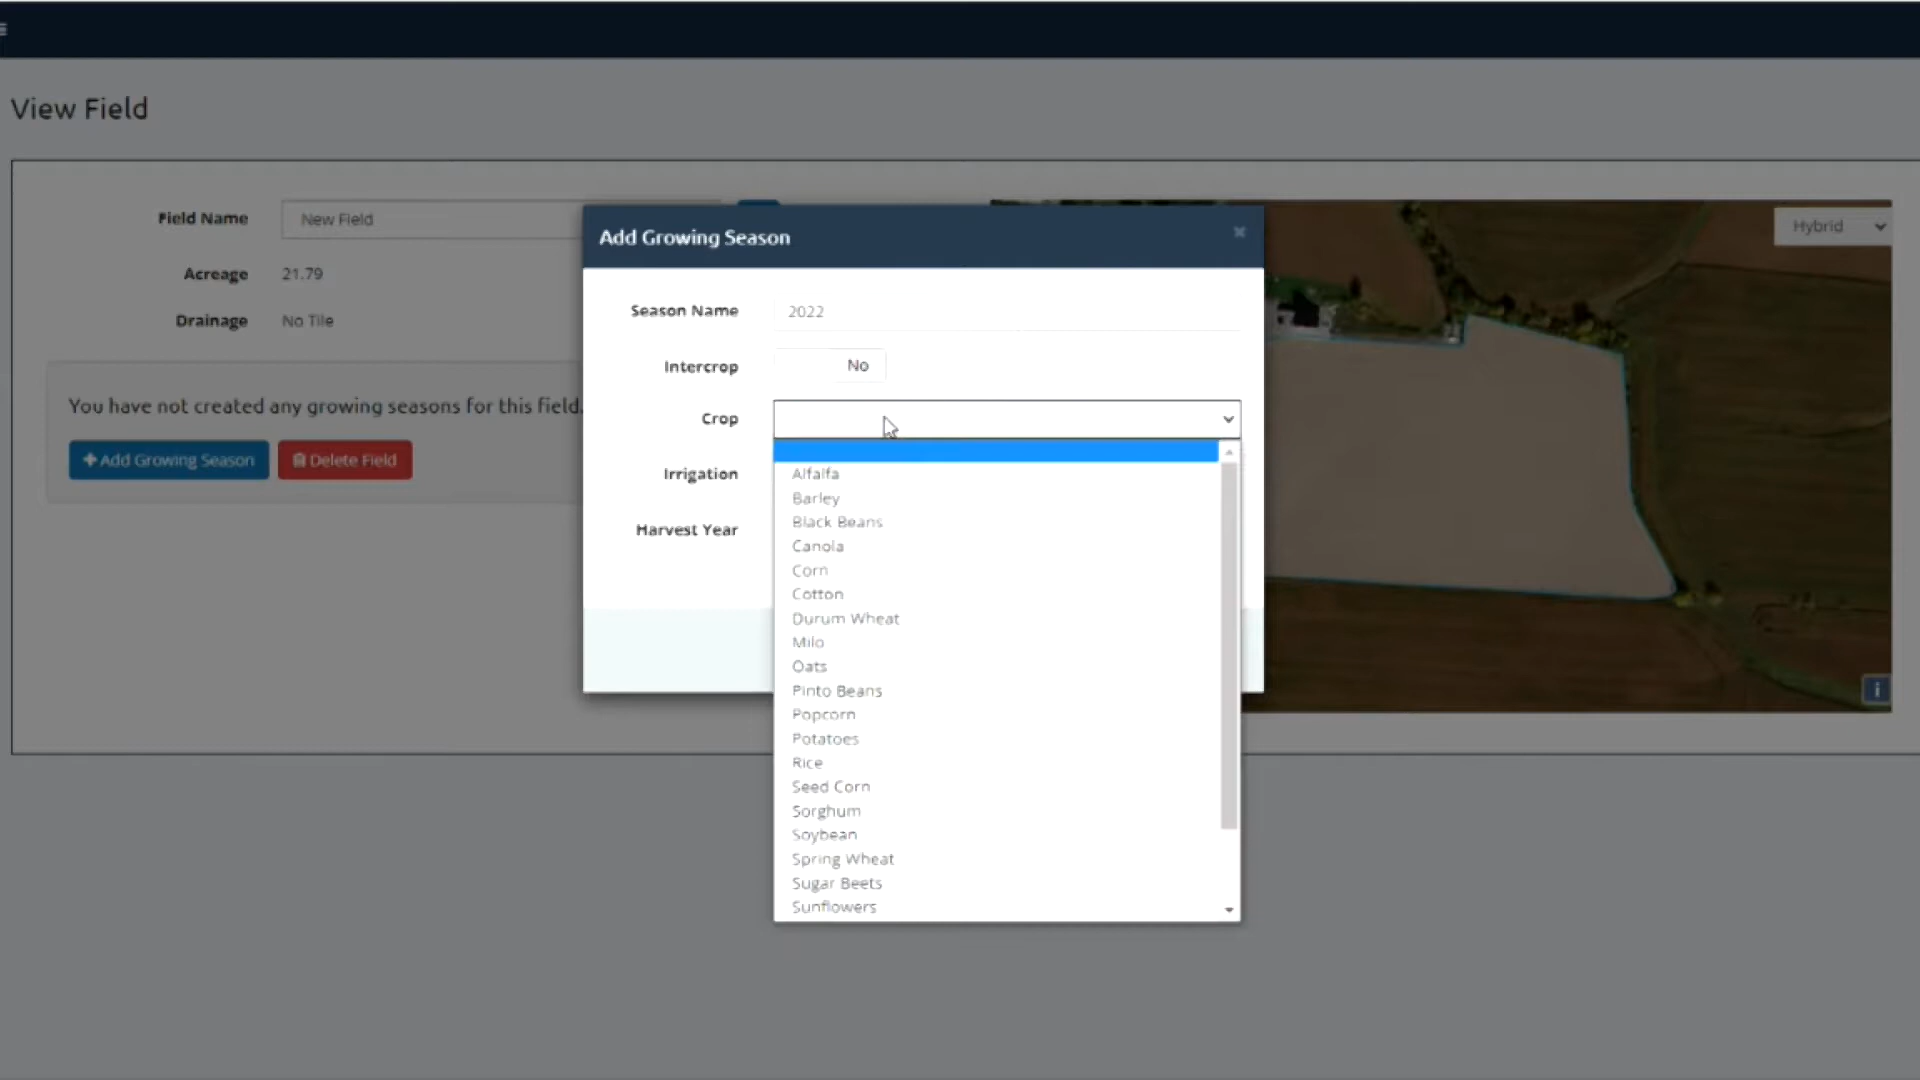 View Field
Field Name
New Field
Acreage
21.79
Drainage
No Tile
You have not created any growing seasons for this field.
Add Growing Season
Delete Field
Hybrid
Add Growing Season
Season Name
2022
Intercrop
No
Crop
Irrigation
Harvest Year
Alfalfa
Barley
Black Beans
Canola
Corn
Cotton
Durum Wheat
Milo
Oats
Pinto Beans
Popcorn
Potatoes
Rice
Seed Corn
Sorghum
Soybean
Spring Wheat
Sugar Beets
Sunflowers